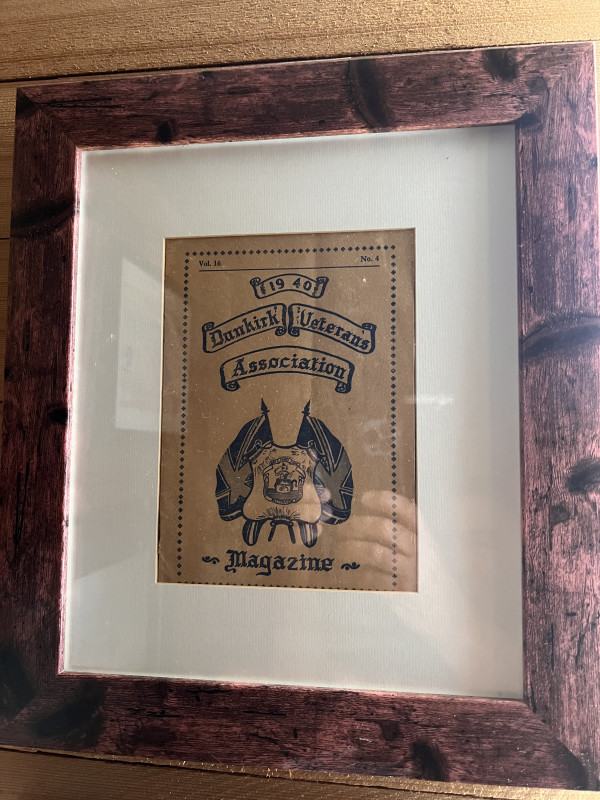 Vol. 16 No. 4
1940
Dunkirk Veterans
Association
Magazine